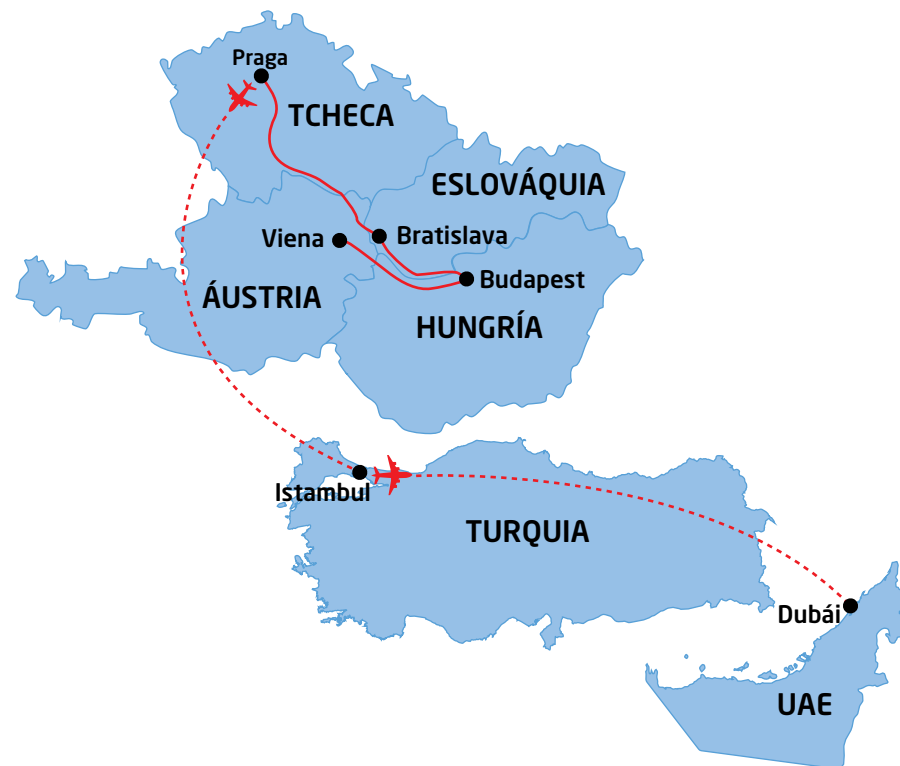 Praga
TCHECA
ESLOVÁQUIA
Viena
Bratislava
Budapest
ÁUSTRIA
HUNGRÍA
Istambul
TURQUIA
Dubái
UAE